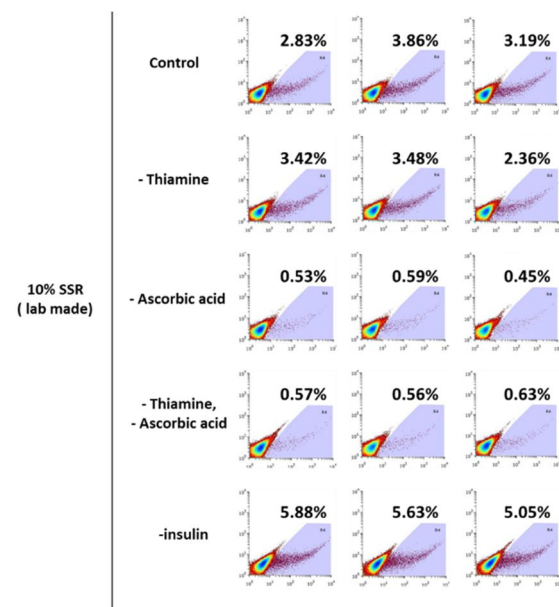 2.83% 3.86% 3.19%
Control
3.42% 3.48% 2.36%
- Thiamine
10% SSR
( lab made)
0.53% 0.59% 0.45%
- Ascorbic acid
0.57% 0.56% 0.63%
- Thiamine,
- Ascorbic acid
5.88% 5.63% 5.05%
-insulin